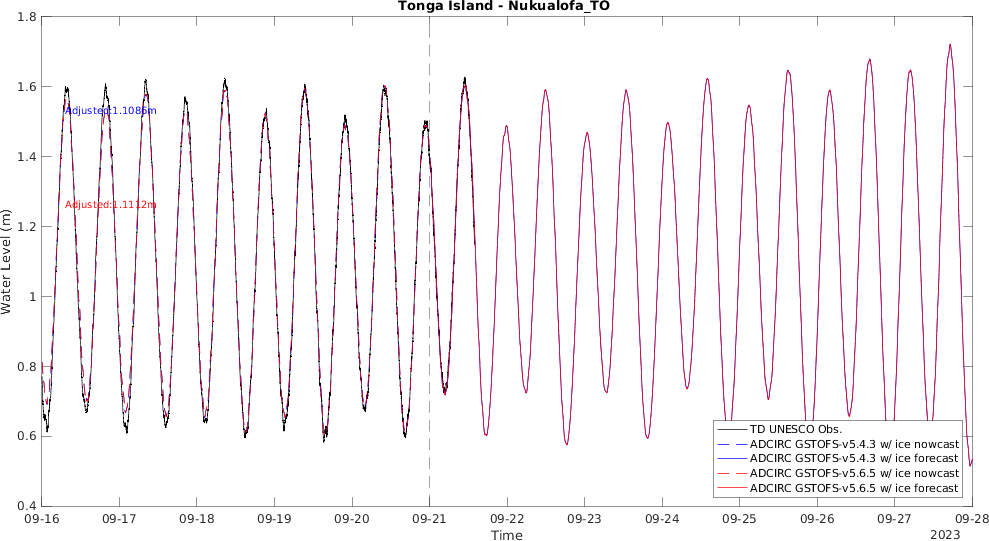 Tonga Island - Nukualofa_TO
1.8
1.6
1.4
1.2
1
0.8
0.6
0.4
Water Level (m)
Adjusted:1.1086m
Adjusted:1.1112m
TD UNESCO Obs.
ADCIRC GSTOFS-v5.4.3 w/ ice nowcast
ADCIRC GSTOFS-v5.4.3 w/ ice forecast
ADCIRC GSTOFS-v5.6.5 w/ ice nowcast
ADCIRC GSTOFS-v5.6.5 w/ ice forecast
09-16 09-17 09-18 09-19 09-20 09-21 09-22 09-23 09-24 09-25 09-26 09-27 09-28
Time
2023